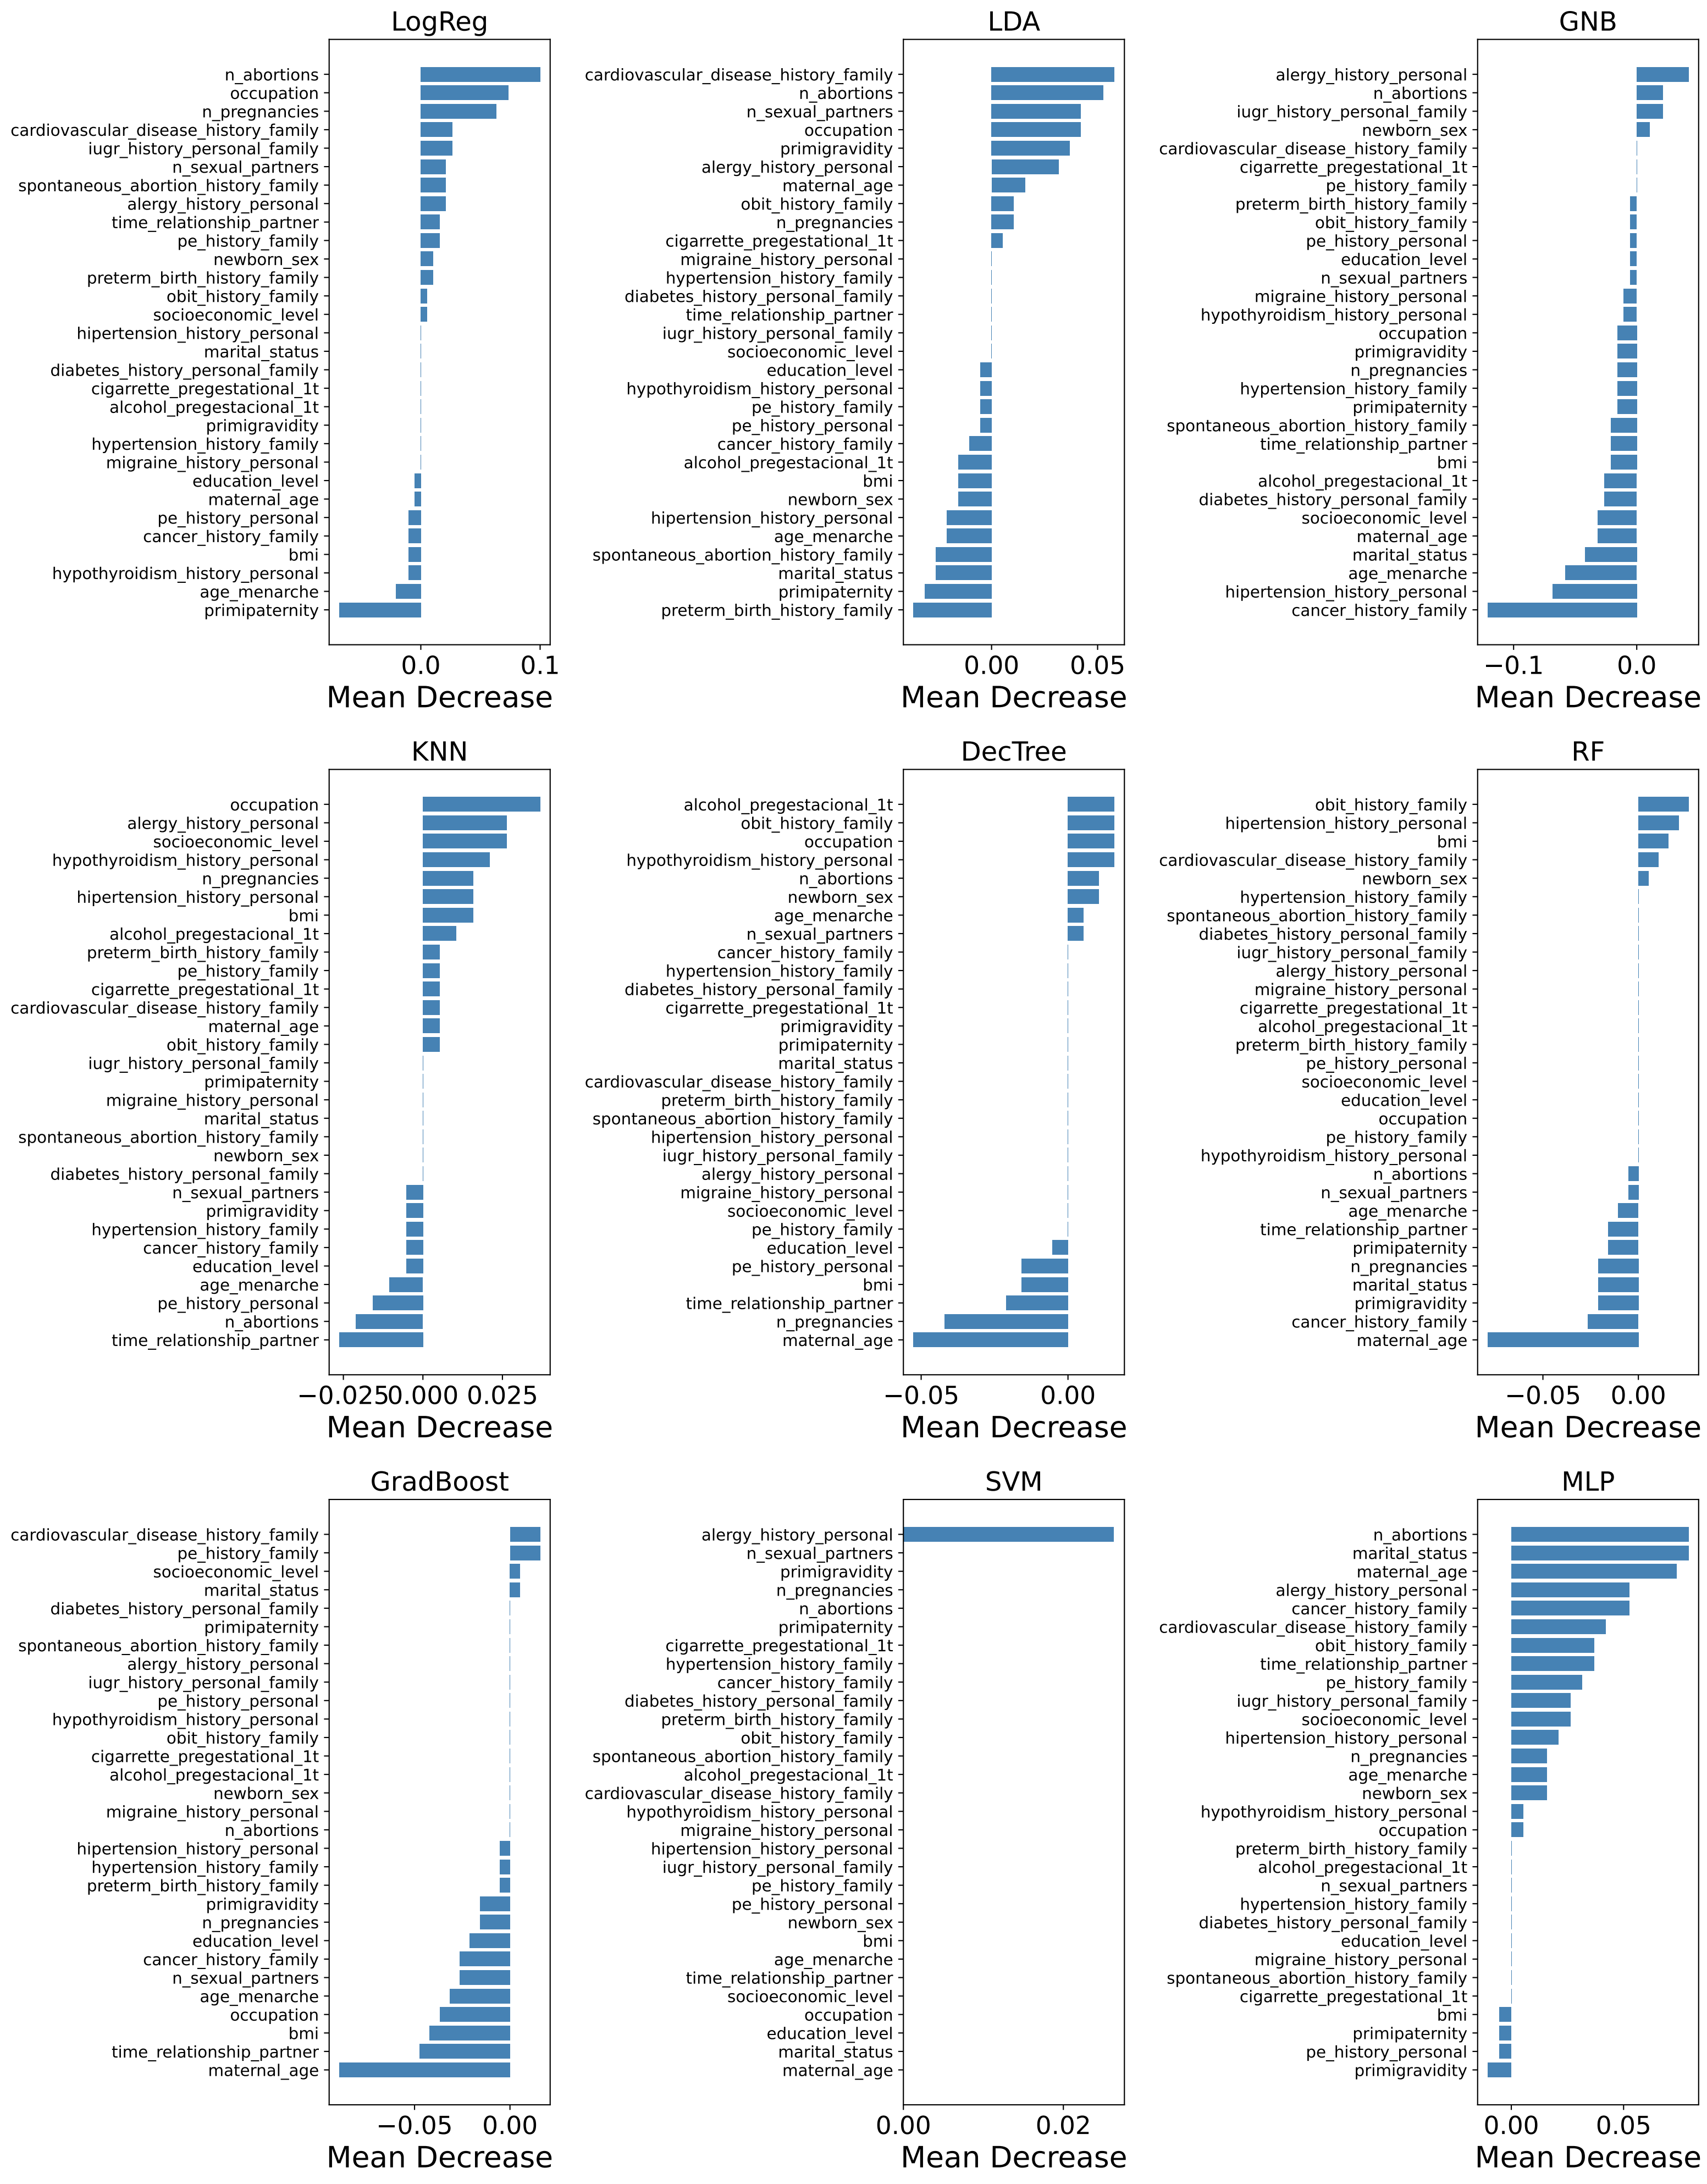 LogReg
n_abortions
occupation
n_pregnancies
cardiovascular_disease_history_family
iugr_history_personal_family
n_sexual_partners
spontaneous_abortion_history_family
alergy_history_personal
time_relationship_partner
pe_history_family
newborn_sex
preterm_birth_history_family
obit_history_family
socioeconomic_level
hipertension_history_personal
marital_status
diabetes_history_personal_family
cigarrette_pregestational_1t
alcohol_pregestacional_1t
primigravidity
hypertension_history_family
migraine_history_personal
education_level
maternal_age
pe_history_personal
cancer_history_family
bmi
hypothyroidism_history_personal
age_menarche
primipaternity
0.0 0.1
Mean Decrease
LDA
cardiovascular_disease_history_family
n_abortions
n_sexual_partners
occupation
primigravidity
alergy_history_personal
maternal_age
obit_history_family
n_pregnancies
cigarrette_pregestational_1t
migraine_history_personal
hypertension_history_family
diabetes_history_personal_family
time_relationship_partner
iugr_history_personal_family
socioeconomic_level
education_level
hypothyroidism_history_personal
pe_history_family
pe_history_personal
cancer_history_family
alcohol_pregestacional_1t
bmi
newborn_sex
hipertension_history_personal
age_menarche
spontaneous_abortion_history_family
marital_status
primipaternity
preterm_birth_history_family
0.00 0.05
Mean Decrease
GNB
alergy_history_personal
n_abortions
iugr_history_personal_family
newborn_sex
cardiovascular_disease_history_family
cigarrette_pregestational_1t
pe_history_family
preterm_birth_history_family
obit_history_family
pe_history_personal
education_level
n_sexual_partners
migraine_history_personal
hypothyroidism_history_personal
occupation
primigravidity
n_pregnancies
hypertension_history_family
primipaternity
spontaneous_abortion_history_family
time_relationship_partner
bmi
alcohol_pregestacional_1t
diabetes_history_personal_family
socioeconomic_level
maternal_age
marital_status
age_menarche
hipertension_history_personal
cancer_history_family
−0.1 0.0
Mean Decrease
KNN
occupation
alergy_history_personal
socioeconomic_level
hypothyroidism_history_personal
n_pregnancies
hipertension_history_personal
bmi
alcohol_pregestacional_1t
preterm_birth_history_family
pe_history_family
cigarrette_pregestational_1t
cardiovascular_disease_history_family
maternal_age
obit_history_family
iugr_history_personal_family
primipaternity
migraine_history_personal
marital_status
spontaneous_abortion_history_family
newborn_sex
diabetes_history_personal_family
n_sexual_partners
primigravidity
hypertension_history_family
cancer_history_family
education_level
age_menarche
pe_history_personal
n_abortions
time_relationship_partner
−0.025 0.000 0.025
Mean Decrease
DecTree
alcohol_pregestacional_1t
obit_history_family
occupation
hypothyroidism_history_personal
n_abortions
newborn_sex
age_menarche
n_sexual_partners
cancer_history_family
hypertension_history_family
diabetes_history_personal_family
cigarrette_pregestational_1t
primigravidity
primipaternity
marital_status
cardiovascular_disease_history_family
preterm_birth_history_family
spontaneous_abortion_history_family
hipertension_history_personal
iugr_history_personal_family
alergy_history_personal
migraine_history_personal
socioeconomic_level
pe_history_family
education_level
pe_history_personal
bmi
time_relationship_partner
n_pregnancies
maternal_age
−0.05 0.00
Mean Decrease
RF
obit_history_family
hipertension_history_personal
bmi
cardiovascular_disease_history_family
newborn_sex
hypertension_history_family
spontaneous_abortion_history_family
diabetes_history_personal_family
iugr_history_personal_family
alergy_history_personal
migraine_history_personal
cigarrette_pregestational_1t
alcohol_pregestacional_1t
preterm_birth_history_family
pe_history_personal
socioeconomic_level
education_level
occupation
pe_history_family
hypothyroidism_history_personal
n_abortions
n_sexual_partners
age_menarche
time_relationship_partner
primipaternity
n_pregnancies
marital_status
primigravidity
cancer_history_family
maternal_age
−0.05 0.00
Mean Decrease
GradBoost
cardiovascular_disease_history_family
pe_history_family
socioeconomic_level
marital_status
diabetes_history_personal_family
primipaternity
spontaneous_abortion_history_family
alergy_history_personal
iugr_history_personal_family
pe_history_personal
hypothyroidism_history_personal
obit_history_family
cigarrette_pregestational_1t
alcohol_pregestacional_1t
newborn_sex
migraine_history_personal
n_abortions
hipertension_history_personal
hypertension_history_family
preterm_birth_history_family
primigravidity
n_pregnancies
education_level
cancer_history_family
n_sexual_partners
age_menarche
occupation
bmi
time_relationship_partner
maternal_age
−0.05 0.00
Mean Decrease
SVM
alergy_history_personal
n_sexual_partners
primigravidity
n_pregnancies
n_abortions
primipaternity
cigarrette_pregestational_1t
hypertension_history_family
cancer_history_family
diabetes_history_personal_family
preterm_birth_history_family
obit_history_family
spontaneous_abortion_history_family
alcohol_pregestacional_1t
cardiovascular_disease_history_family
hypothyroidism_history_personal
migraine_history_personal
hipertension_history_personal
iugr_history_personal_family
pe_history_family
pe_history_personal
newborn_sex
bmi
age_menarche
time_relationship_partner
socioeconomic_level
occupation
education_level
marital_status
maternal_age
0.00 0.02
Mean Decrease
MLP
n_abortions
marital_status
maternal_age
alergy_history_personal
cancer_history_family
cardiovascular_disease_history_family
obit_history_family
time_relationship_partner
pe_history_family
iugr_history_personal_family
socioeconomic_level
hipertension_history_personal
n_pregnancies
age_menarche
newborn_sex
hypothyroidism_history_personal
occupation
preterm_birth_history_family
alcohol_pregestacional_1t
n_sexual_partners
hypertension_history_family
diabetes_history_personal_family
education_level
migraine_history_personal
spontaneous_abortion_history_family
cigarrette_pregestational_1t
bmi
primipaternity
pe_history_personal
primigravidity
0.00 0.05
Mean Decrease